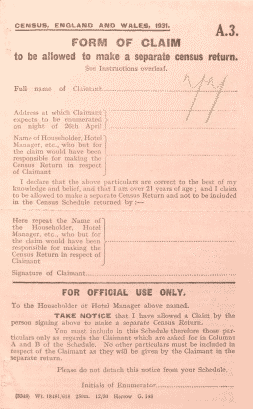 CENSUS, ENGLAND AND WALES, 1931.
A.3.
FORM OF CLAIM
to be allowed to make a separate census return.
See Instructions overleaf.
Full name of Claimant
Address at which Claimant
expects to be enumerated
on night of 26th April
Name of Householder, Hotel
Manager, etc., who but for
the claim would have been
responsible for making the
Census Return in respect
of Claimant
I declare that the above particulars are correct to the best of my
knowledge and belief, and that I am over 21 years of age; and I claim
to be allowed to make a separate Census Return and not to be included
in the Census Schedule returned by :—
Here repeat the Name of
the Householder, Hotel
Manager, etc., who but for
the claim would have been
responsible for making the
Census Return in respect of
Claimant
Signature of Claimant
FOR OFFICIAL USE ONLY.
To the Householder or Hotel Manager above named.
TAKE NOTICE that I have allowed a Claim by the
person signing above to make a separate Census Return.
You must include in this Schedule therefore those par-
ticulars only as regards the Claimant which are asked for in Columns
A and B of the Schedule. No other particulars must be included in
respect of the Claimant as they will be given by the Claimant in the
separate return.
Please do not detach this notice from your Schedule.
Initials of Enumerator
Harrow G. 146